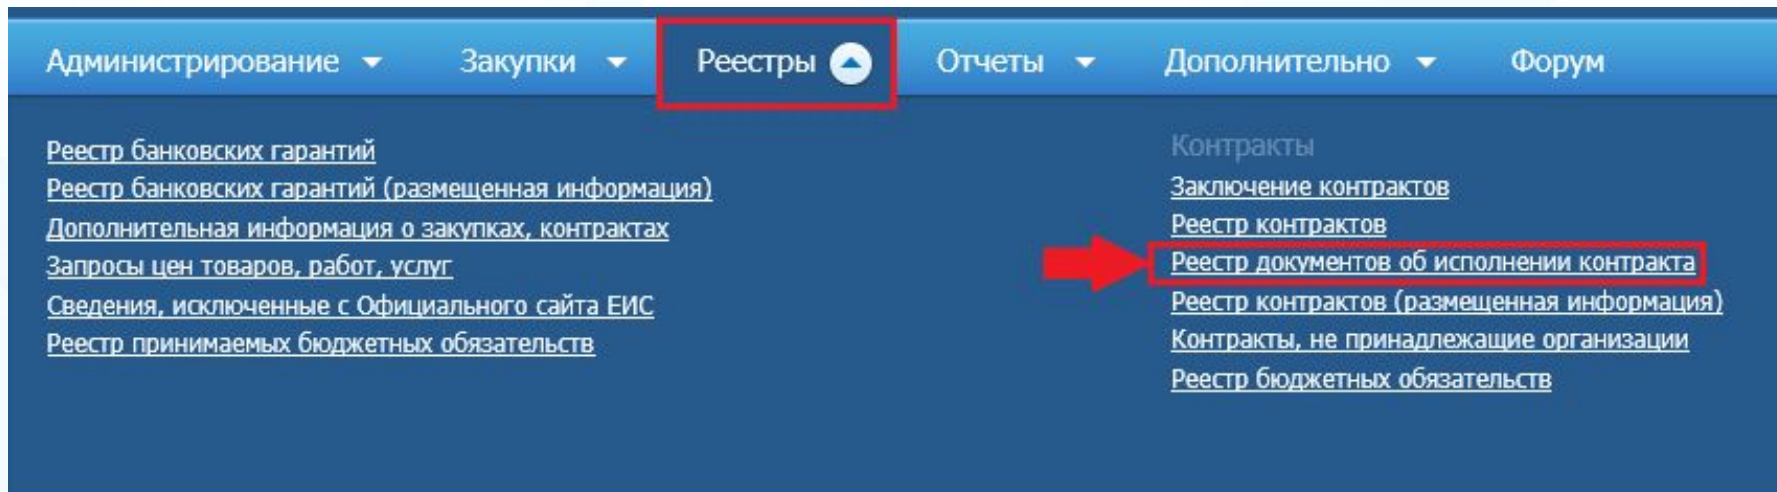 Администрирование Закупки Реестры Отчеты Дополнительно Форум
Реестр банковских гарантий
Реестр банковских гарантий (размещенная информация)
Дополнительная информация о закупках, контрактах
Запросы цен товаров, работ, услуг
Сведения, исключенные с Официального сайта ЕИС
Реестр принимаемых бюджетных обязательств
Контракты
Заключение контрактов
Реестр контрактов
Реестр документов об исполнении контракта
Реестр контрактов (размещенная информация)
Контракты, не принадлежащие организации
Реестр бюджетных обязательств